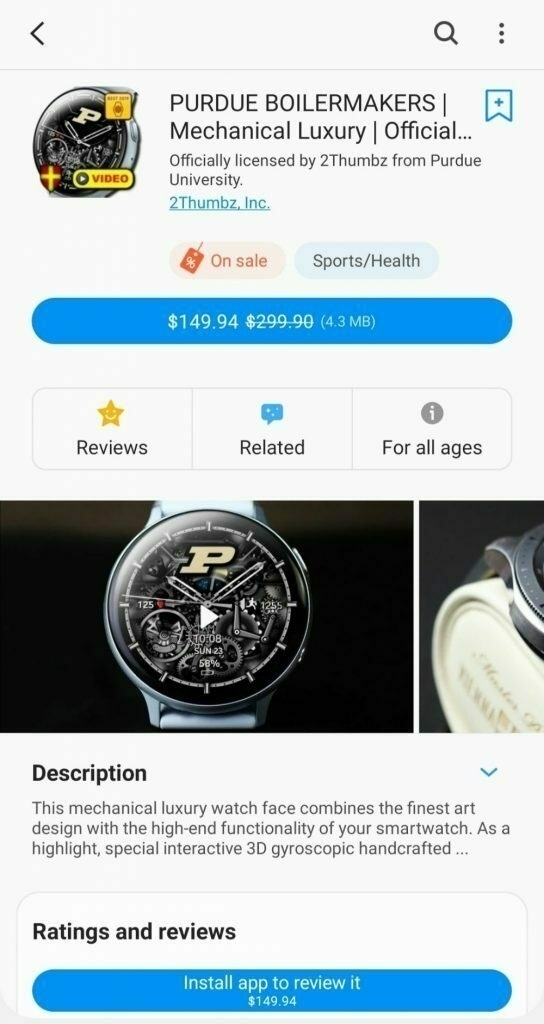 BEST 2019
P
VIDEO
PURDUE BOILERMAKERS |
Mechanical Luxury | Official...
Officially licensed by 2Thumbz from Purdue
University.
2Thumbz, Inc.
% On sale
Sports/Health
$149.94 $299.90 (4.3 MB)
Reviews
Related
For all ages
P
125
1255
10:08
SUN 23
58%
Description
This mechanical luxury watch face combines the finest art
design with the high-end functionality of your smartwatch. As a
highlight, special interactive 3D gyroscopic handcrafted ...
Ratings and reviews
Install app to review it
$149.94